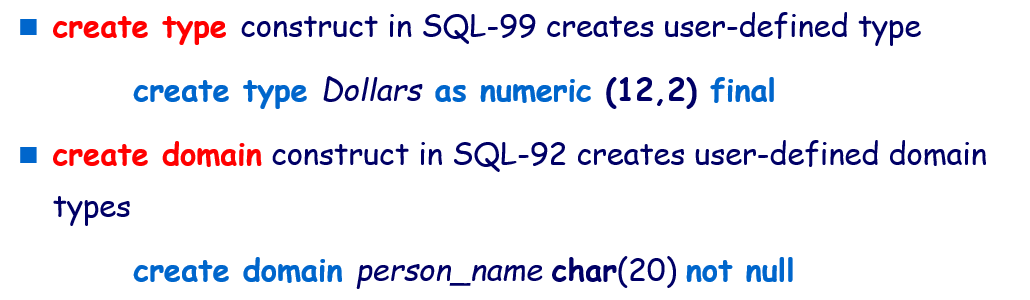 create type construct in SQL-99 creates user-defined type
create type Dollars as numeric (12,2) final
create domain construct in SQL-92 creates user-defined domain
types
create domain person_name char(20) not null